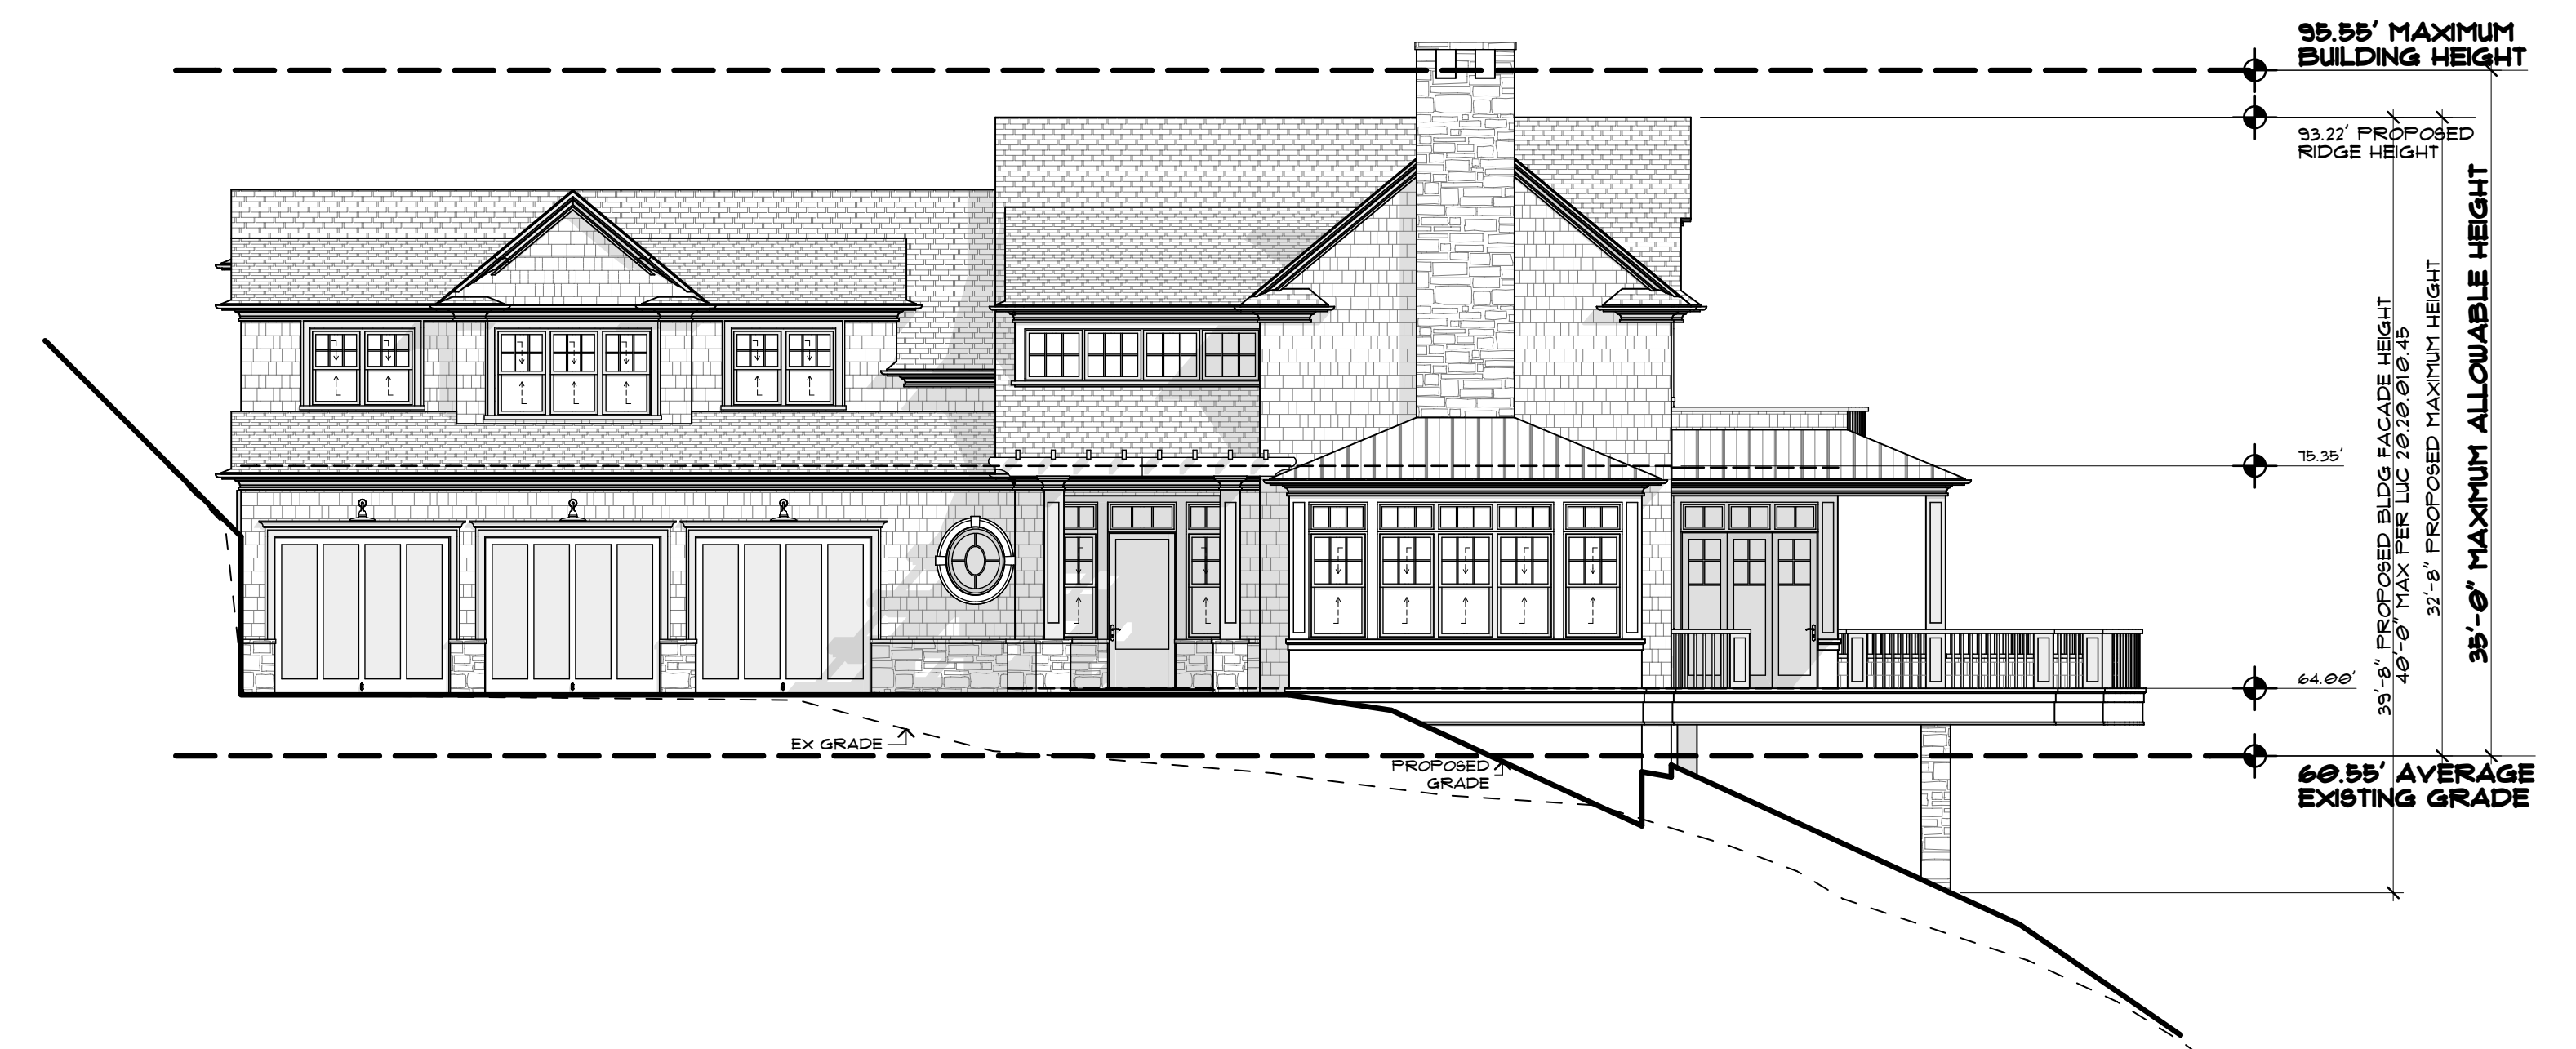 95.55' MAXIMUM
BUILDING HEIGHT
93.22' PROPOSED
RIDGE HEIGHT
39'-8" PROPOSED BLDG FACADE HEIGHT
40'-0" MAX PER LUC 20.20.010.45
32'-8" PROPOSED MAXIMUM HEIGHT
35'-0" MAXIMUM ALLOWABLE HEIGHT
75.35'
64.00'
EX GRADE
PROPOSED
GRADE
60.55' AVERAGE
EXISTING GRADE